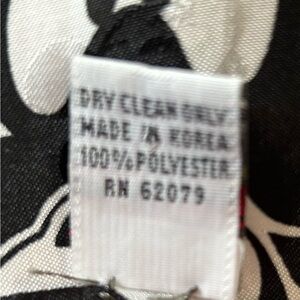 DRY CLEAN ONLY
MADE IN KOREA
100% POLYESTER
RN 62079